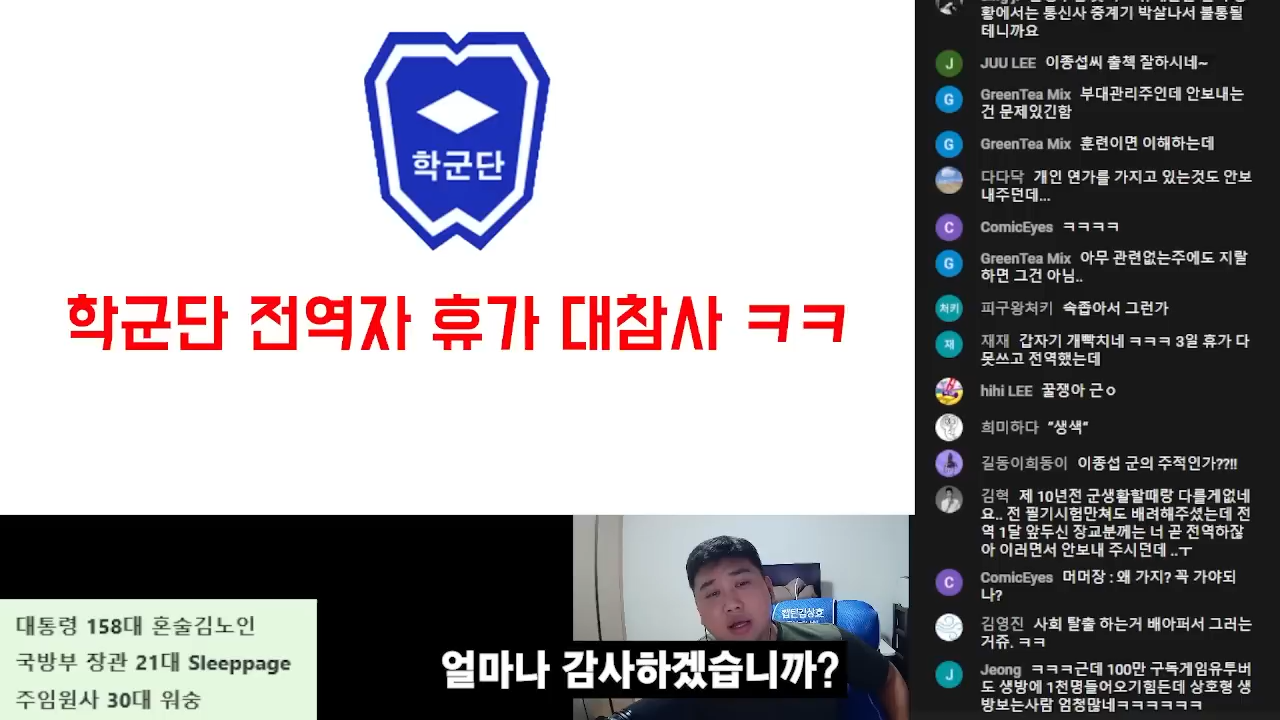 학군단
학군단 전역자 휴가 대참사 ㅋㅋ
캡틴김상호
얼마나 감사하겠습니까?
대통령 158대 혼술김노인
국방부 장관 21대 Sleeppage
주임원사 30대 워숭
황에서는 통신사 중계기 박살나서 불통될
테니까요
JUU LEE 이종섭씨 출첵 잘하시네~
GreenTea Mix 부대관리주인데 안보내는
건 문제있긴함
GreenTea Mix 훈련이면 이해하는데
다다닥 개인 연가를 가지고 있는것도 안보
내주던데...
ComicEyes ㅋㅋㅋㅋ
GreenTea Mix 아무 관련없는주에도 지랄
하면 그건 아님..
처키 피구왕처키 속좁아서 그런가
재 재재 갑자기 개빡치네 ㅋㅋㅋ 3일 휴가 다
못쓰고 전역했는데
hihi LEE 꿀쟁아 근ㅇ
희미하다 "생색"
길동이희동이 이종섭 군의 주적인가??!!
김혁 제 10년전 군생활할때랑 다를게없네
요.. 전 필기시험만쳐도 배려해주셨는데 전
역 1달 앞두신 장교분께는 너 곧 전역하잖
아 이러면서 안보내 주시던데 ..ㅜ
ComicEyes 머머장 : 왜 가지? 꼭 가야되
나?
김영진 사회 탈출 하는거 배아퍼서 그러는
거쥬. ㅋㅋ
Jeong ㅋㅋㅋ근데 100만 구독게임유투버
도 생방에 1천명들어오기힘든데 상호형 생
방보는사람 엄청많네ㅋㅋㅋㅋㅋㅋ